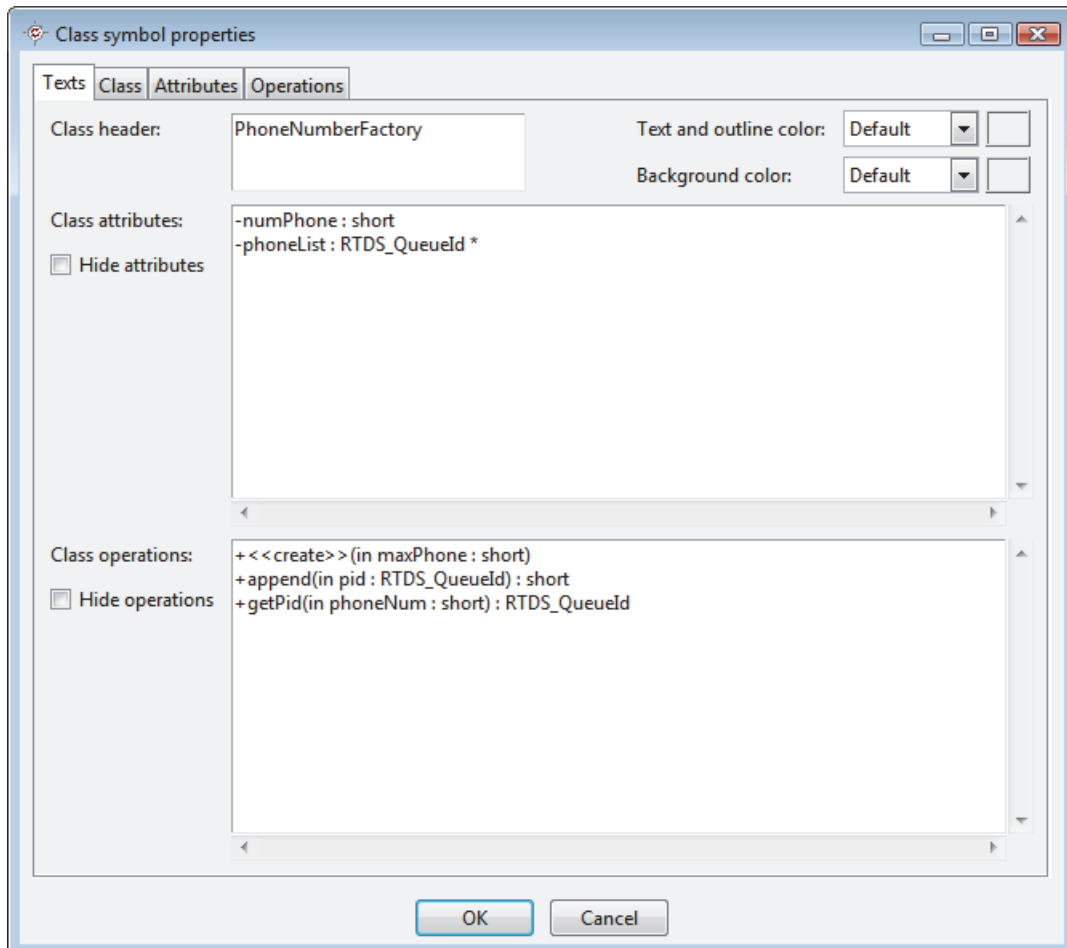 Class symbol properties
Texts Class Attributes Operations
Class header:
PhoneNumberFactory
Text and outline color: Default
Background color: Default
Class attributes:
-numPhone : short
-phoneList : RTDS_QueueId *
Hide attributes
Class operations:
+<<create>>(in maxPhone : short)
+append(in pid : RTDS_QueueId) : short
+getPid(in phoneNum : short) : RTDS_QueueId
Hide operations
OK Cancel